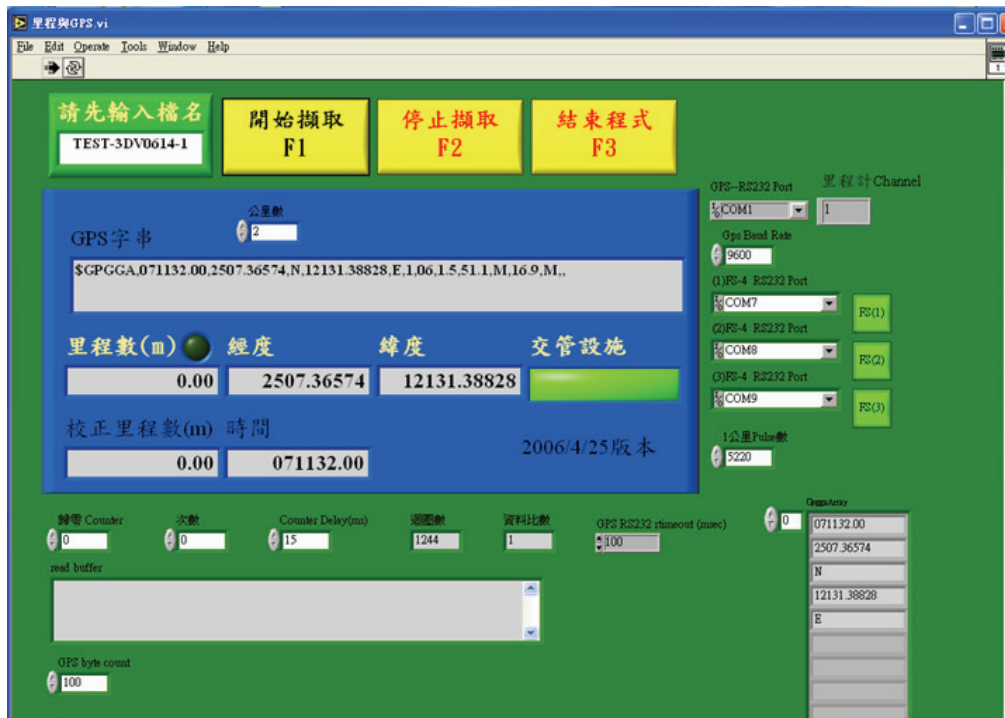 里程與GPS.vi
File Edit Operate Tools Window Help
請先輸入檔名
TEST-3DV0614-1
開始擷取
F1
停止擷取
F2
結束程式
F3
GPS--RS232 Port
里程計Channel
COM1
1
公里數
2
GPS字串
Gps Baud Rate
9600
$GPGGA,071132.00,2507.36574,N,12131.38828,E,1,06,1.5,51.1,M,16.9,M,,
(1)FS-4 RS232 Port
COM7
FS(1)
(2)FS-4 RS232 Port
COM8
FS(2)
(3)FS-4 RS232 Port
COM9
FS(3)
里程數(m)
經度
緯度
交管設施
0.00
2507.36574
12131.38828
校正里程數(m)
時間
2006/4/25版本
0.00
071132.00
1公里Pulse數
5220
歸零 Counter
次數
Counter Delay(ms)
迴圈數
資料比數
GPS RS232 rtimeout (msec)
0
0
15
1244
1
100
read buffer
GPS byte count
100
GpggaArray
0
071132.00
2507.36574
N
12131.38828
E